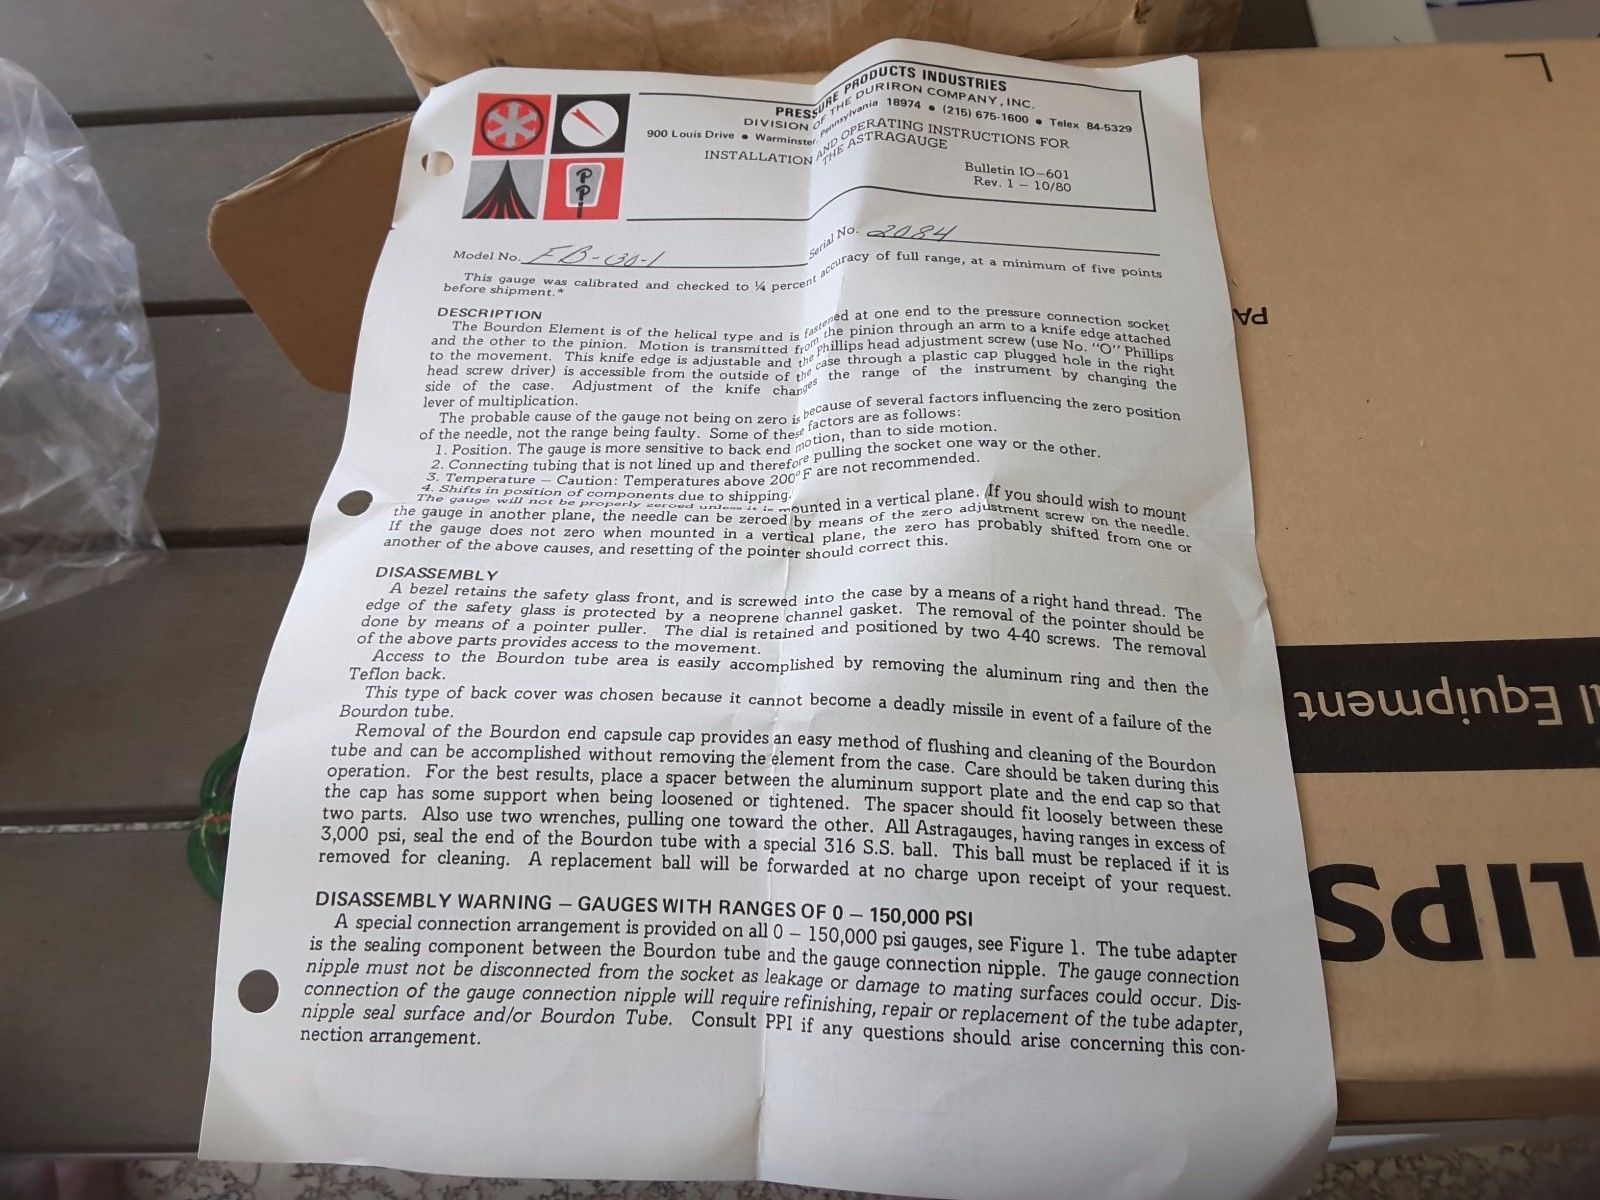 PRESSURE PRODUCTS INDUSTRIES
DIVISION OF THE DURIRON COMPANY, INC.
900 Louis Drive • Warminster, Pennsylvania 18974 • (215) 675-1600 • Telex 84-5329
INSTALLATION AND OPERATING INSTRUCTIONS FOR
THE ASTRAGAUGE
Bulletin IO-601
Rev. 1 - 10/80
P P
Model No. Serial No. 2084
This gauge was calibrated and checked to ¼ percent accuracy of full range, at a minimum of five points
before shipment.*
DESCRIPTION
The Bourdon Element is of the helical type and is fastened at one end to the pressure connection socket
and the other to the pinion. Motion is transmitted from the pinion through an arm to a knife edge attached
to the movement. This knife edge is adjustable and the Phillips head adjustment screw (use No. "O" Phillips
head screw driver) is accessible from the outside of the case through a plastic cap plugged hole in the right
side of the case. Adjustment of the knife changes the range of the instrument by changing the
lever of multiplication.
The probable cause of the gauge not being on zero is because of several factors influencing the zero position
of the needle, not the range being faulty. Some of these factors are as follows:
1. Position. The gauge is more sensitive to back end motion, than to side motion.
2. Connecting tubing that is not lined up and therefore pulling the socket one way or the other.
3. Temperature — Caution: Temperatures above 200°F are not recommended.
4. Shifts in position of components due to shipping.
The gauge will not be properly zeroed unless it is mounted in a vertical plane. If you should wish to mount
the gauge in another plane, the needle can be zeroed by means of the zero adjustment screw on the needle.
If the gauge does not zero when mounted in a vertical plane, the zero has probably shifted from one or
another of the above causes, and resetting of the pointer should correct this.
DISASSEMBLY
A bezel retains the safety glass front, and is screwed into the case by a means of a right hand thread. The
edge of the safety glass is protected by a neoprene channel gasket. The removal of the pointer should be
done by means of a pointer puller. The dial is retained and positioned by two 4-40 screws. The removal
of the above parts provides access to the movement.
Access to the Bourdon tube area is easily accomplished by removing the aluminum ring and then the
Teflon back.
This type of back cover was chosen because it cannot become a deadly missile in event of a failure of the
Bourdon tube.
Removal of the Bourdon end capsule cap provides an easy method of flushing and cleaning of the Bourdon
tube and can be accomplished without removing the element from the case. Care should be taken during this
operation. For the best results, place a spacer between the aluminum support plate and the end cap so that
the cap has some support when being loosened or tightened. The spacer should fit loosely between these
two parts. Also use two wrenches, pulling one toward the other. All Astragauges, having ranges in excess of
3,000 psi, seal the end of the Bourdon tube with a special 316 S.S. ball. This ball must be replaced if it is
removed for cleaning. A replacement ball will be forwarded at no charge upon receipt of your request.
DISASSEMBLY WARNING — GAUGES WITH RANGES OF 0 — 150,000 PSI
A special connection arrangement is provided on all 0 — 150,000 psi gauges, see Figure 1. The tube adapter
is the sealing component between the Bourdon tube and the gauge connection nipple. The gauge connection
nipple must not be disconnected from the socket as leakage or damage to mating surfaces could occur. Dis-
connection of the gauge connection nipple will require refinishing, repair or replacement of the tube adapter,
nipple seal surface and/or Bourdon Tube. Consult PPI if any questions should arise concerning this con-
nection arrangement.
PA
l Equipment
LIPS